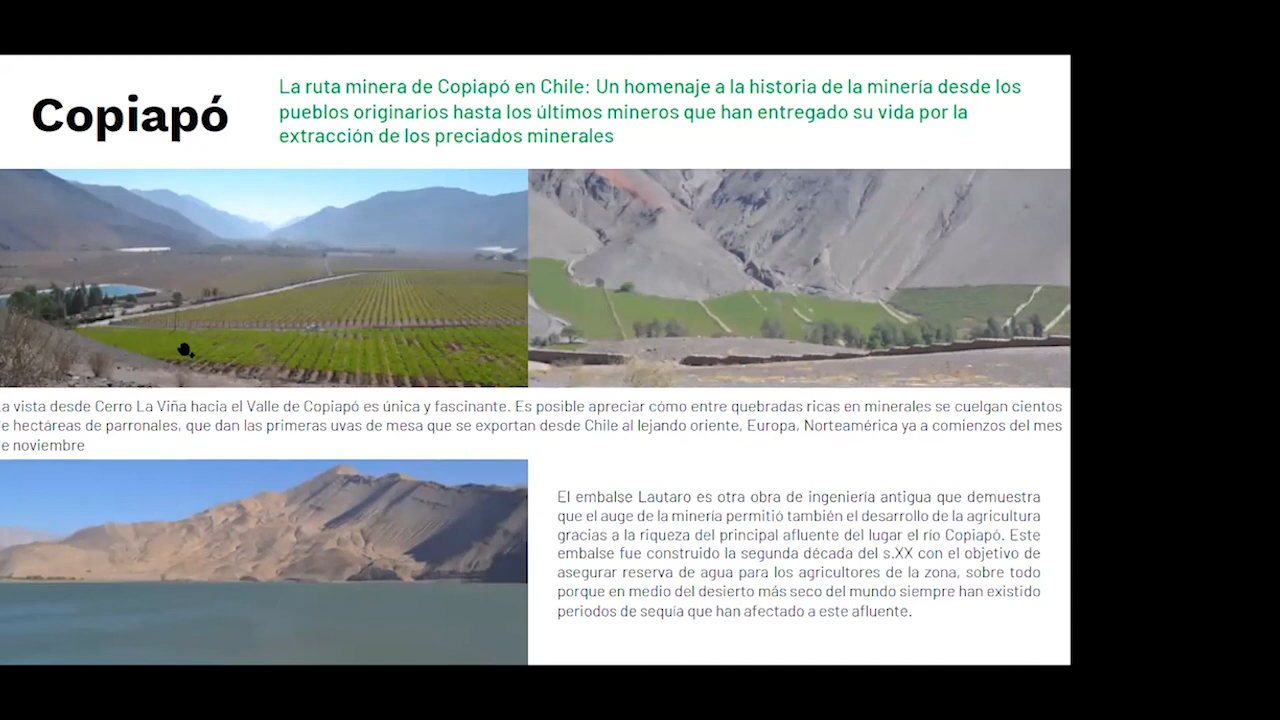 Copiapó
La ruta minera de Copiapó en Chile: Un homenaje a la historia de la minería desde los
pueblos originarios hasta los últimos mineros que han entregado su vida por la
extracción de los preciados minerales
a vista desde Cerro La Viña hacia el Valle de Copiapó es única y fascinante. Es posible apreciar cómo entre quebradas ricas en minerales se cuelgan cientos
e hectáreas de parronales, que dan las primeras uvas de mesa que se exportan desde Chile al lejando oriente, Europa, Norteamérica ya a comienzos del mes
e noviembre
El embalse Lautaro es otra obra de ingeniería antigua que demuestra
que el auge de la minería permitió también el desarrollo de la agricultura
gracias a la riqueza del principal afluente del lugar el río Copiapó. Este
embalse fue construido la segunda década del s.XX con el objetivo de
asegurar reserva de agua para los agricultores de la zona, sobre todo
porque en medio del desierto más seco del mundo siempre han existido
periodos de sequía que han afectado a este afluente.